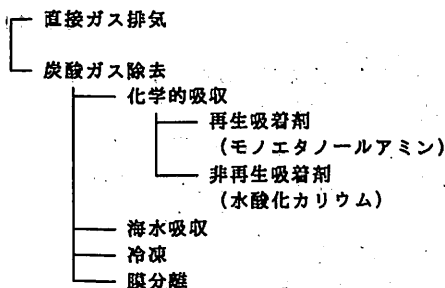 直接ガス排気
炭酸ガス除去
化学的吸収
再生吸着剤
(モノエタノールアミン)
非再生吸着剤
(水酸化カリウム)
海水吸収
冷凍
膜分離